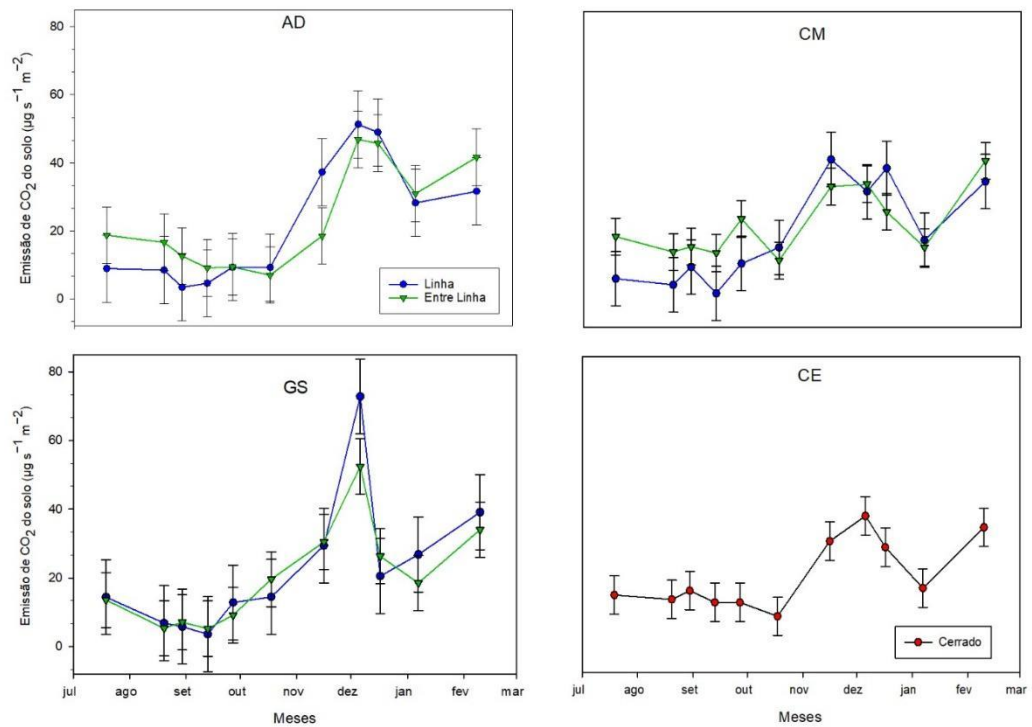 AD
80
60
40
20
0
Emissão de CO₂ do solo (µg s⁻¹ m⁻²)
Linha
Entre Linha
CM
GS
80
60
40
20
0
Emissão de CO₂ do solo (µg s⁻¹ m⁻²)
jul ago set out nov dez jan fev mar
Meses
CE
Cerrado
jul ago set out nov dez jan fev mar
Meses